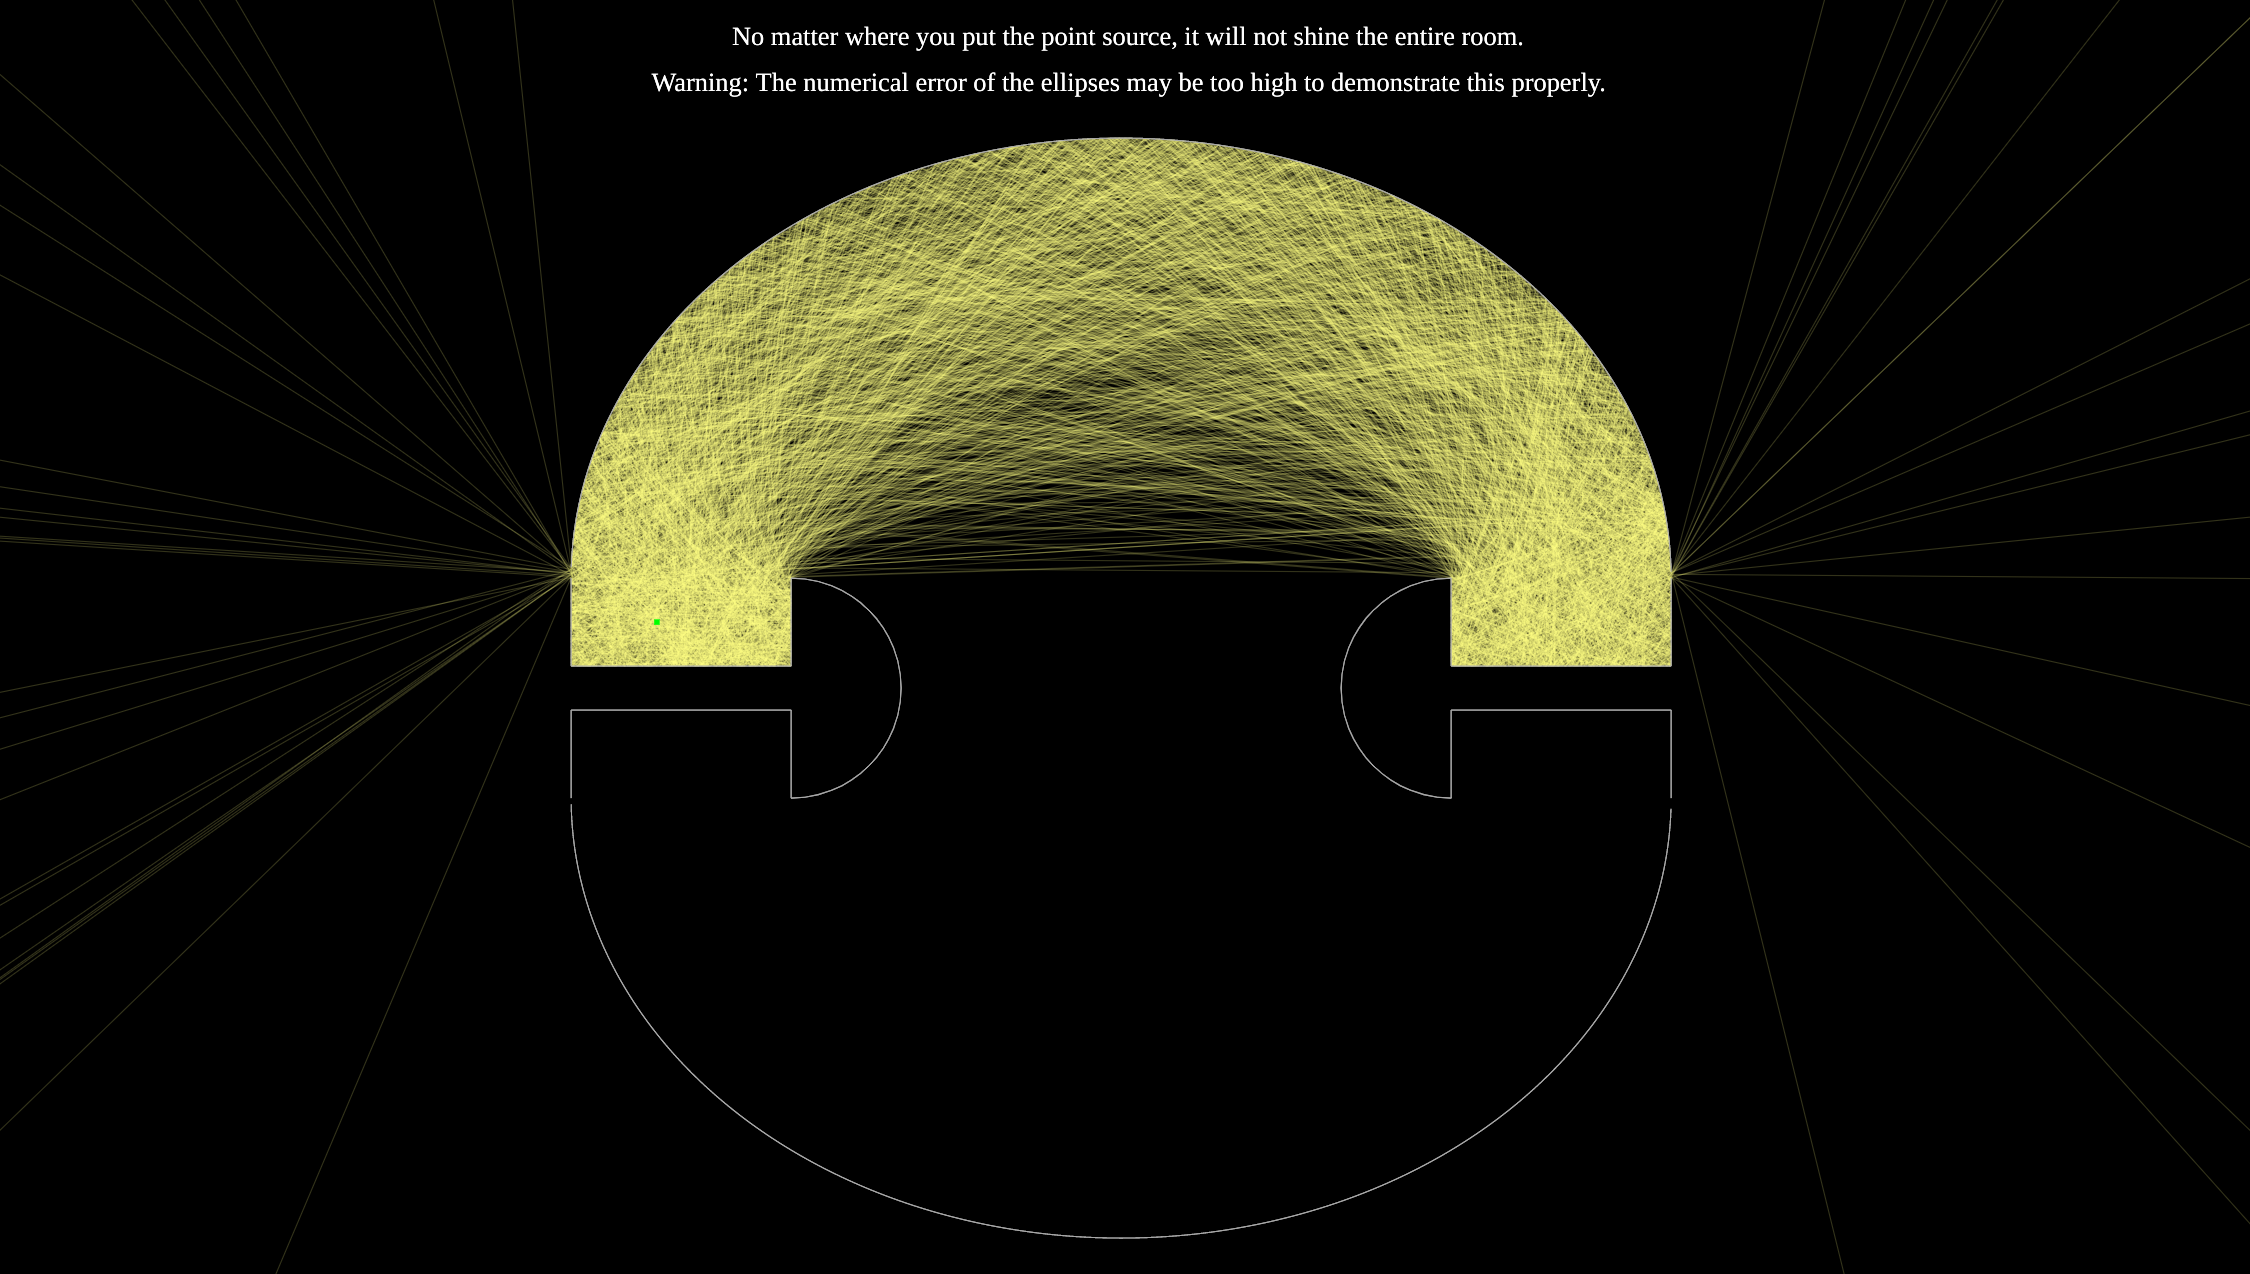 No matter where you put the point source, it will not shine the entire room.
Warning: The numerical error of the ellipses may be too high to demonstrate this properly.